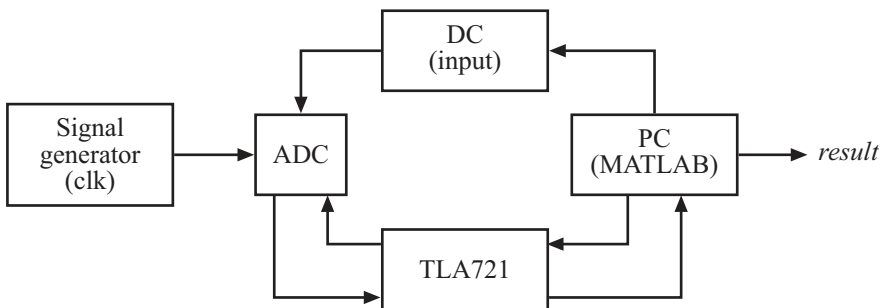 DC
(input)
Signal
generator
(clk)
ADC
PC
(MATLAB)
result
TLA721